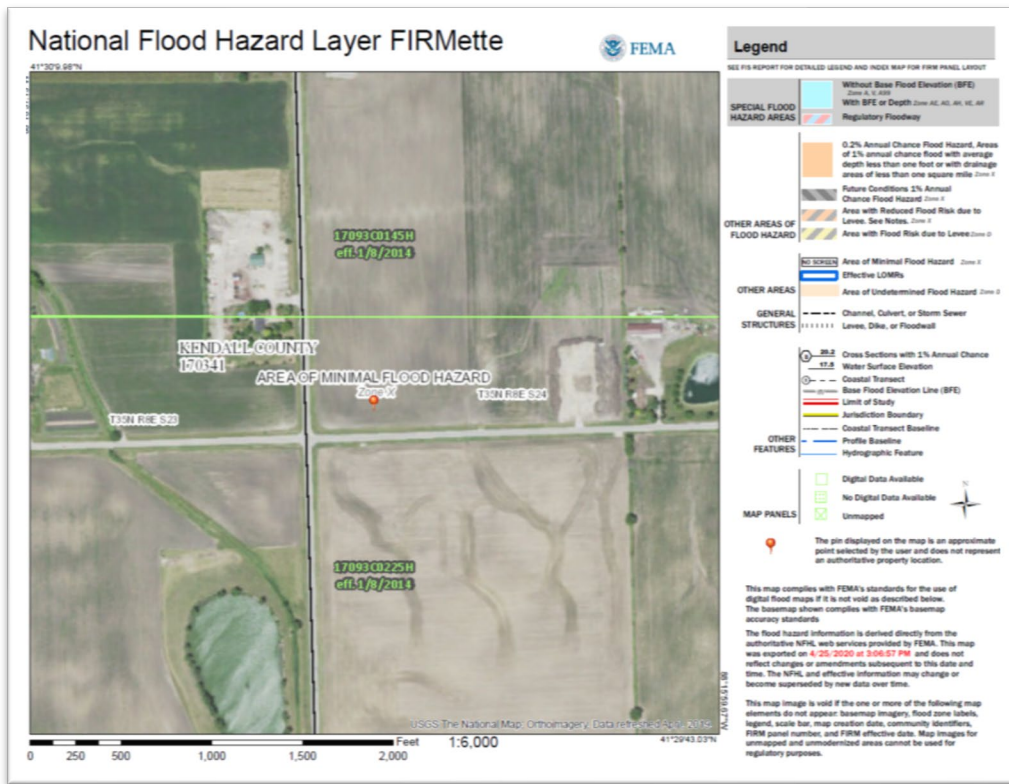 National Flood Hazard Layer FIRMette
FEMA
41°30'9.98"N
17093C0145H
eff. 1/8/2014
KENDALL COUNTY
170341
AREA OF MINIMAL FLOOD HAZARD
Zone X
T35N R8E S24
T35N R8E S23
17093C0225H
eff. 1/8/2014
USGS The National Map: Orthoimagery. Data refreshed April, 2019.
88°15'59.67"W
Feet
1:6,000
41°29'43.03"N
0
250
500
1,000
1,500
2,000
Legend
SEE FIS REPORT FOR DETAILED LEGEND AND INDEX MAP FOR FIRM PANEL LAYOUT
SPECIAL FLOOD
HAZARD AREAS
Without Base Flood Elevation (BFE)
Zone A, V, A99
With BFE or Depth Zone AE, AO, AH, VE, AR
Regulatory Floodway
0.2% Annual Chance Flood Hazard, Areas
of 1% annual chance flood with average
depth less than one foot or with drainage
areas of less than one square mile Zone X
Future Conditions 1% Annual
Chance Flood Hazard Zone X
Area with Reduced Flood Risk due to
Levee. See Notes. Zone X
Area with Flood Risk due to Levee Zone D
OTHER AREAS OF
FLOOD HAZARD
NO SCREEN
Area of Minimal Flood Hazard Zone X
Effective LOMRs
OTHER AREAS
Area of Undetermined Flood Hazard Zone D
GENERAL
STRUCTURES
Channel, Culvert, or Storm Sewer
Levee, Dike, or Floodwall
20.2
Cross Sections with 1% Annual Chance
17.5
Water Surface Elevation
Coastal Transect
Base Flood Elevation Line (BFE)
Limit of Study
Jurisdiction Boundary
Coastal Transect Baseline
OTHER
FEATURES
Profile Baseline
Hydrographic Feature
Digital Data Available
No Digital Data Available
MAP PANELS
Unmapped
N
The pin displayed on the map is an approximate
point selected by the user and does not represent
an authoritative property location.
This map complies with FEMA's standards for the use of
digital flood maps if it is not void as described below.
The basemap shown complies with FEMA's basemap
accuracy standards
The flood hazard information is derived directly from the
authoritative NFHL web services provided by FEMA. This map
was exported on 4/25/2020 at 3:06:57 PM and does not
reflect changes or amendments subsequent to this date and
time. The NFHL and effective information may change or
become superseded by new data over time.
This map image is void if the one or more of the following map
elements do not appear: basemap imagery, flood zone labels,
legend, scale bar, map creation date, community identifiers,
FIRM panel number, and FIRM effective date. Map images for
unmapped and unmodernized areas cannot be used for
regulatory purposes.